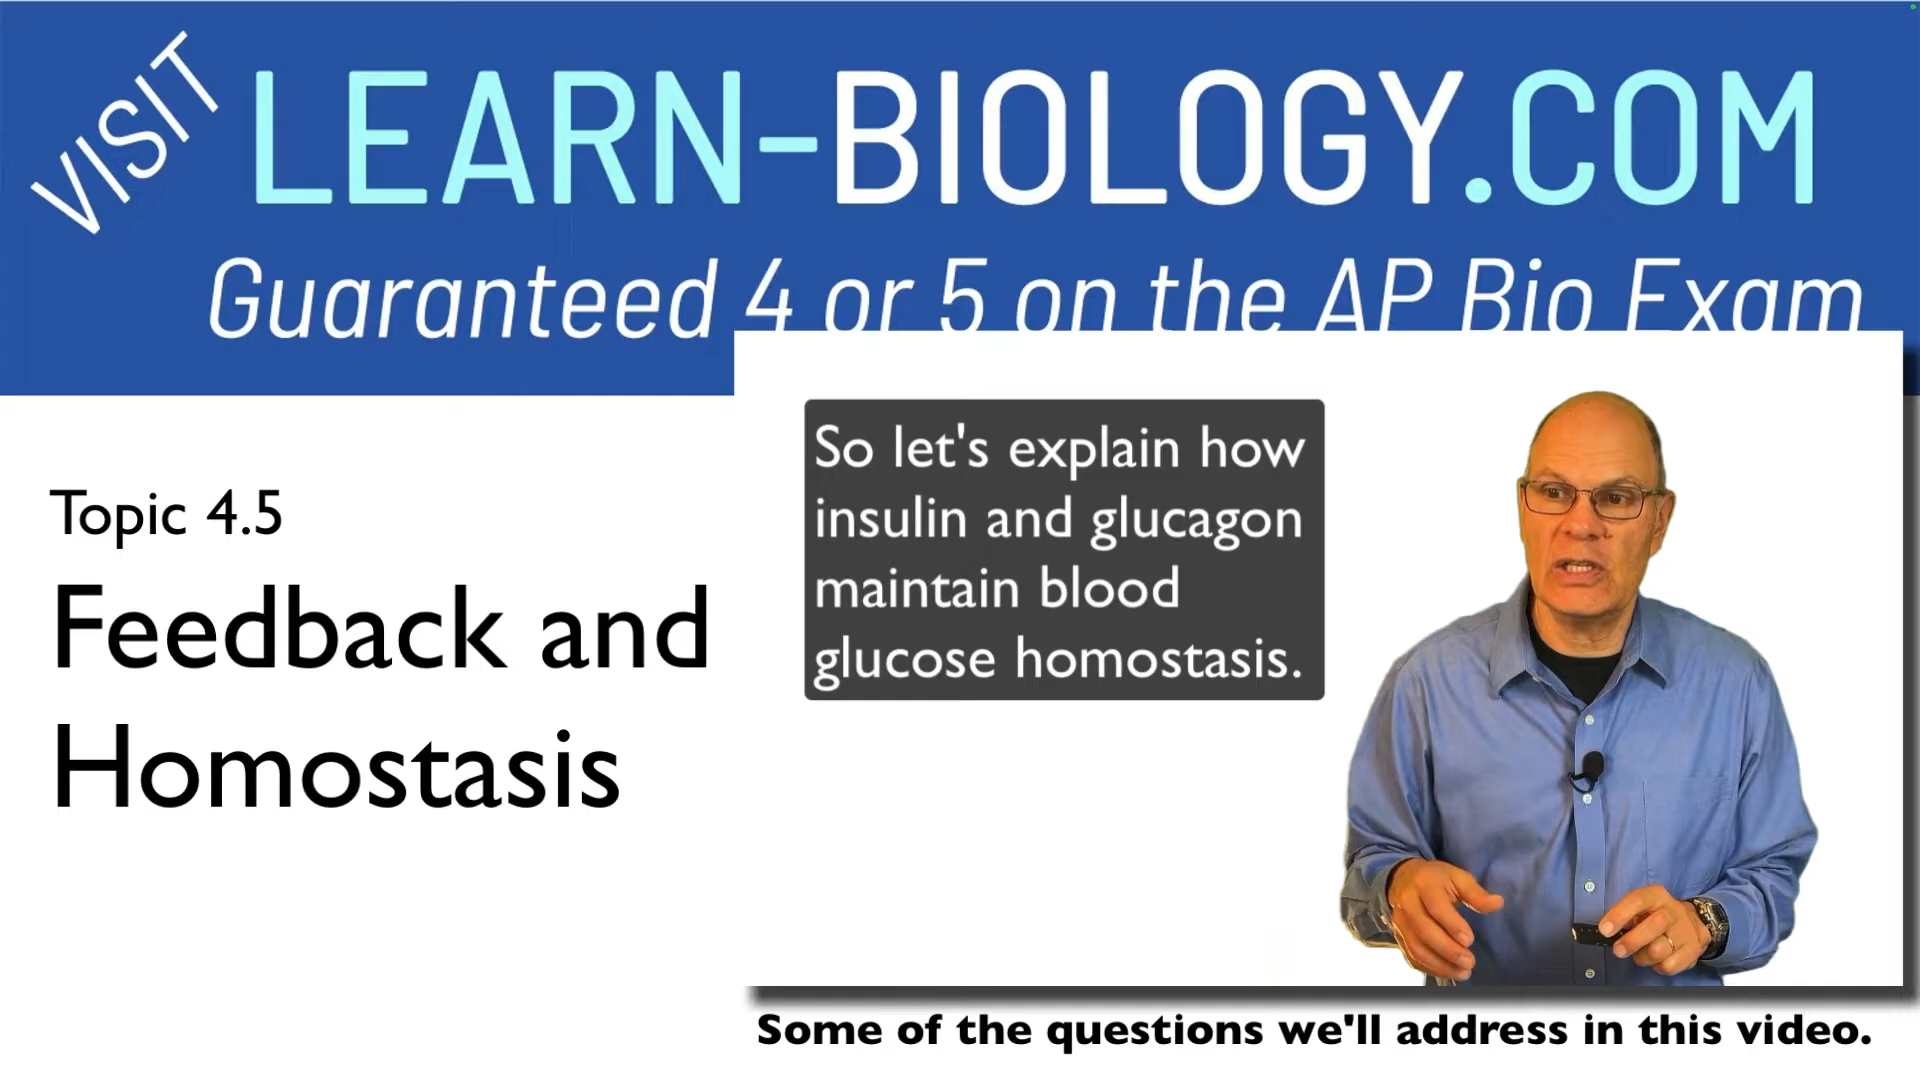 VISIT
LEARN-BIOLOGY.COM
Guaranteed 4 or 5 on the AP Bio Exam
Topic 4.5
Feedback and
Homostasis
So let's explain how
insulin and glucagon
maintain blood
glucose homostasis.
Some of the questions we'll address in this video.